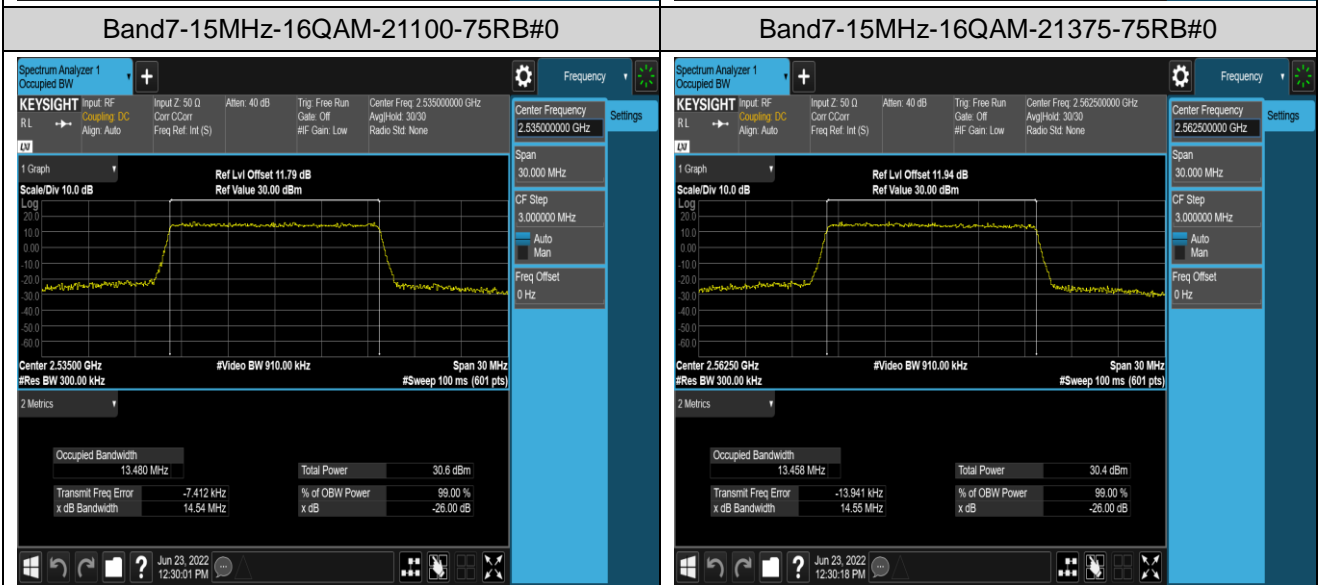 Band7-15MHz-16QAM-21100-75RB#0
Spectrum Analyzer 1
Occupied BW
Frequency
KEYSIGHT
RL
Input: RF
Coupling: DC
Align: Auto
Input Z: 50 Ω
Corr CCorr
Freq Ref: Int (S)
Atten: 40 dB
Trig: Free Run
Gate: Off
#IF Gain: Low
Center Freq: 2.535000000 GHz
Avg|Hold: 30/30
Radio Std: None
LXI
Center Frequency
2.535000000 GHz
Settings
Span
30.000 MHz
CF Step
3.000000 MHz
Auto
Man
Freq Offset
0 Hz
1 Graph
Scale/Div 10.0 dB
Ref Lvl Offset 11.79 dB
Ref Value 30.00 dBm
Log
20.0
10.0
0.00
-10.0
-20.0
-30.0
-40.0
-50.0
-60.0
Center 2.53500 GHz
#Res BW 300.00 kHz
#Video BW 910.00 kHz
Span 30 MHz
#Sweep 100 ms (601 pts)
2 Metrics
Occupied Bandwidth
13.480 MHz
Total Power 30.6 dBm
Transmit Freq Error -7.412 kHz
% of OBW Power 99.00 %
x dB Bandwidth 14.54 MHz
x dB -26.00 dB
Jun 23, 2022
12:30:01 PM
Band7-15MHz-16QAM-21375-75RB#0
Spectrum Analyzer 1
Occupied BW
Frequency
KEYSIGHT
RL
Input: RF
Coupling: DC
Align: Auto
Input Z: 50 Ω
Corr CCorr
Freq Ref: Int (S)
Atten: 40 dB
Trig: Free Run
Gate: Off
#IF Gain: Low
Center Freq: 2.562500000 GHz
Avg|Hold: 30/30
Radio Std: None
LXI
Center Frequency
2.562500000 GHz
Settings
Span
30.000 MHz
CF Step
3.000000 MHz
Auto
Man
Freq Offset
0 Hz
1 Graph
Scale/Div 10.0 dB
Ref Lvl Offset 11.94 dB
Ref Value 30.00 dBm
Log
20.0
10.0
0.00
-10.0
-20.0
-30.0
-40.0
-50.0
-60.0
Center 2.56250 GHz
#Res BW 300.00 kHz
#Video BW 910.00 kHz
Span 30 MHz
#Sweep 100 ms (601 pts)
2 Metrics
Occupied Bandwidth
13.458 MHz
Total Power 30.4 dBm
Transmit Freq Error -13.941 kHz
% of OBW Power 99.00 %
x dB Bandwidth 14.55 MHz
x dB -26.00 dB
Jun 23, 2022
12:30:18 PM